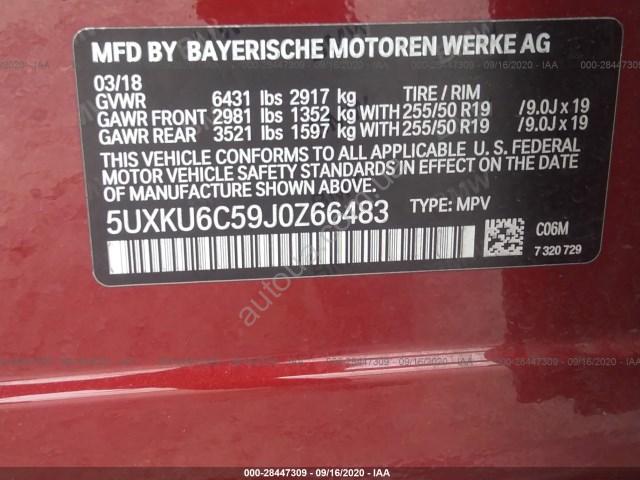 MFD BY BAYERISCHE MOTOREN WERKE AG
03/18
GVWR 6431 lbs 2917 kg TIRE / RIM
GAWR FRONT 2981 lbs 1352 kg WITH 255/50 R19 /9.0J x 19
GAWR REAR 3521 lbs 1597 kg WITH 255/50 R19 /9.0J x 19
THIS VEHICLE CONFORMS TO ALL APPLICABLE U. S. FEDERAL
MOTOR VEHICLE SAFETY STANDARDS IN EFFECT ON THE DATE OF
MANUFACTURE SHOWN ABOVE.
5UXKU6C59J0Z66483 TYPE: MPV
C06M
7 320 729
000-28447309 - 09/16/2020 - IAA